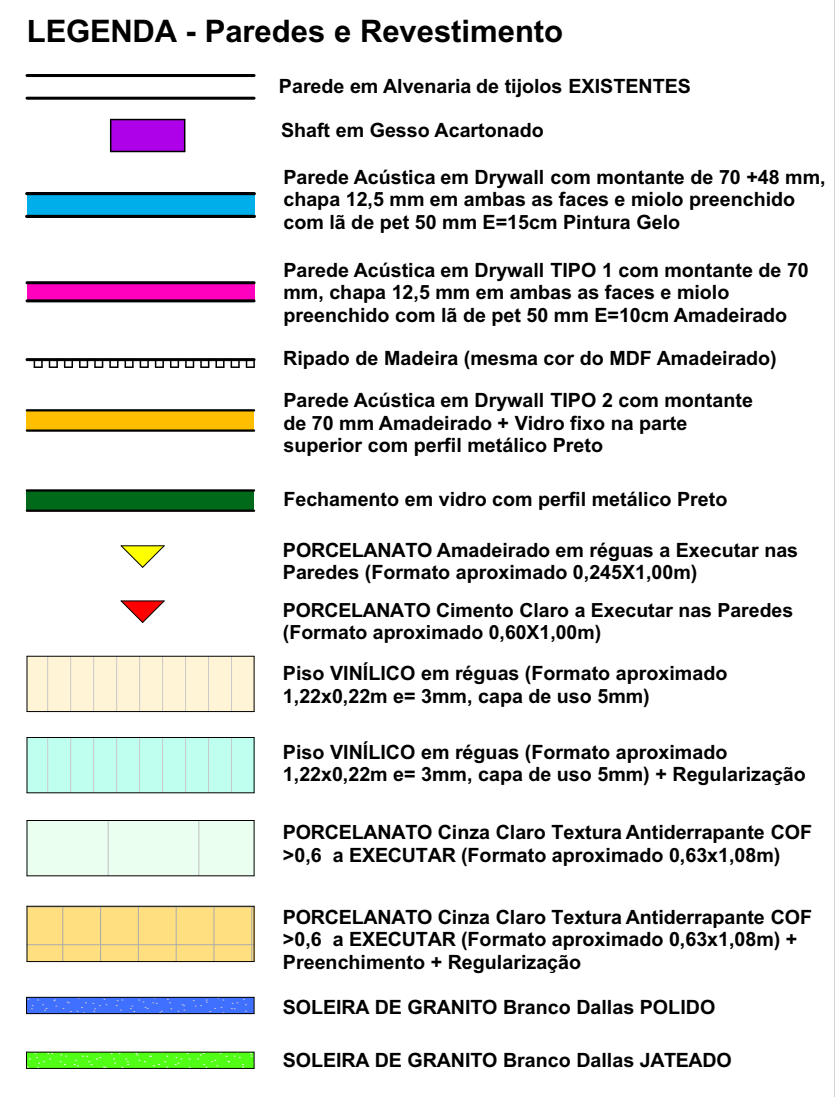 LEGENDA - Paredes e Revestimento
Parede em Alvenaria de tijolos EXISTENTES
Shaft em Gesso Acartonado
Parede Acústica em Drywall com montante de 70 +48 mm,
chapa 12,5 mm em ambas as faces e miolo preenchido
com lã de pet 50 mm E=15cm Pintura Gelo
Parede Acústica em Drywall TIPO 1 com montante de 70
mm, chapa 12,5 mm em ambas as faces e miolo
preenchido com lã de pet 50 mm E=10cm Amadeirado
Ripado de Madeira (mesma cor do MDF Amadeirado)
Parede Acústica em Drywall TIPO 2 com montante
de 70 mm Amadeirado + Vidro fixo na parte
superior com perfil metálico Preto
Fechamento em vidro com perfil metálico Preto
PORCELANATO Amadeirado em réguas a Executar nas
Paredes (Formato aproximado 0,245X1,00m)
PORCELANATO Cimento Claro a Executar nas Paredes
(Formato aproximado 0,60X1,00m)
Piso VINÍLICO em réguas (Formato aproximado
1,22x0,22m e= 3mm, capa de uso 5mm)
Piso VINÍLICO em réguas (Formato aproximado
1,22x0,22m e= 3mm, capa de uso 5mm) + Regularização
PORCELANATO Cinza Claro Textura Antiderrapante COF
>0,6  a EXECUTAR (Formato aproximado 0,63x1,08m)
PORCELANATO Cinza Claro Textura Antiderrapante COF
>0,6  a EXECUTAR (Formato aproximado 0,63x1,08m) +
Preenchimento + Regularização
SOLEIRA DE GRANITO Branco Dallas POLIDO
SOLEIRA DE GRANITO Branco Dallas JATEADO